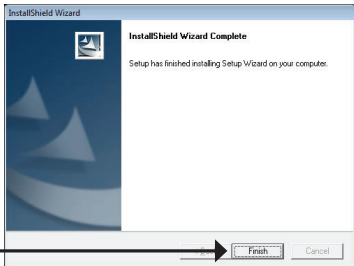 InstallShield Wizard
InstallShield Wizard Complete
Setup has finished installing Setup Wizard on your computer.
Finish
Cancel